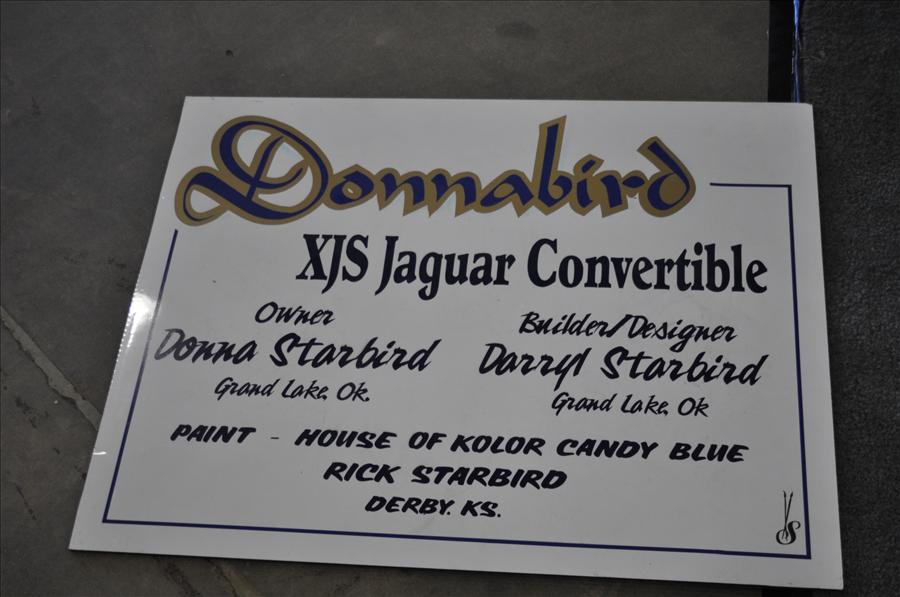 Donnabird
XJS Jaguar Convertible
Owner
Donna Starbird
Grand Lake, Ok.
Builder/Designer
Darryl Starbird
Grand Lake, Ok
PAINT - HOUSE OF KOLOR CANDY BLUE
RICK STARBIRD
DERBY. KS.